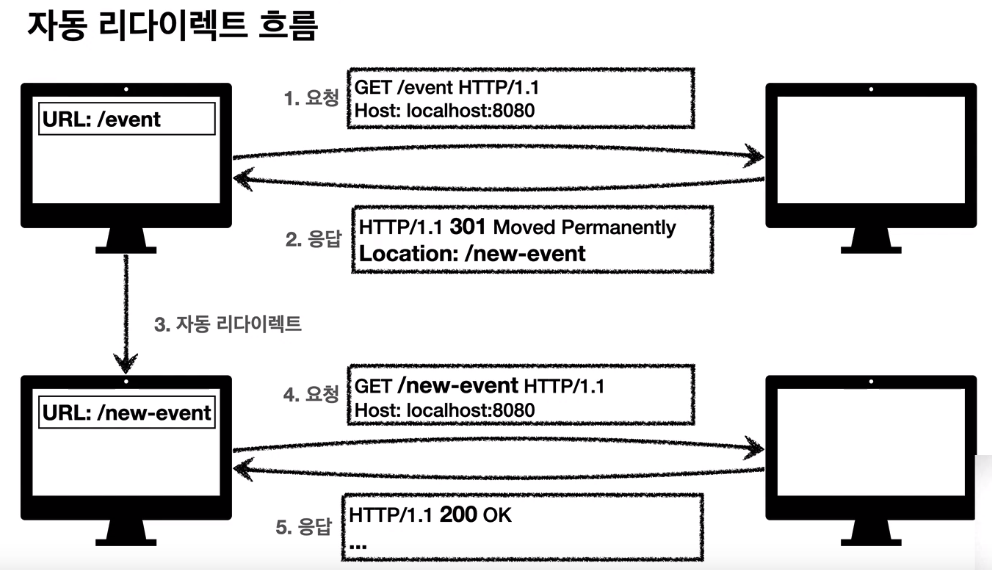 자동 리다이렉트 흐름
URL: /event
1. 요청
GET /event HTTP/1.1
Host: localhost:8080
2. 응답
HTTP/1.1 301 Moved Permanently
Location: /new-event
3. 자동 리다이렉트
URL: /new-event
4. 요청
GET /new-event HTTP/1.1
Host: localhost:8080
5. 응답
HTTP/1.1 200 OK
...